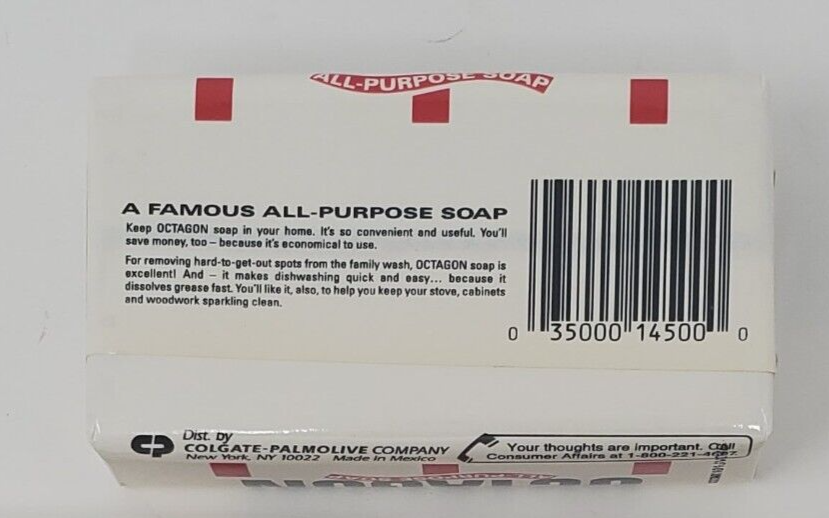 ALL-PURPOSE SOAP
A FAMOUS ALL-PURPOSE SOAP
Keep OCTAGON soap in your home. It's so convenient and useful. You'll
save money, too – because it's economical to use.
For removing hard-to-get-out spots from the family wash, OCTAGON soap is
excellent! And – it makes dishwashing quick and easy... because it
dissolves grease fast. You'll like it, also, to help you keep your stove, cabinets
and woodwork sparkling clean.
0 35000 14500 0
CP
Dist. by
COLGATE-PALMOLIVE COMPANY
New York, NY 10022 Made in Mexico
Your thoughts are important. Call
Consumer Affairs at
ALL-PURPOSE SOAP
OCTAGON